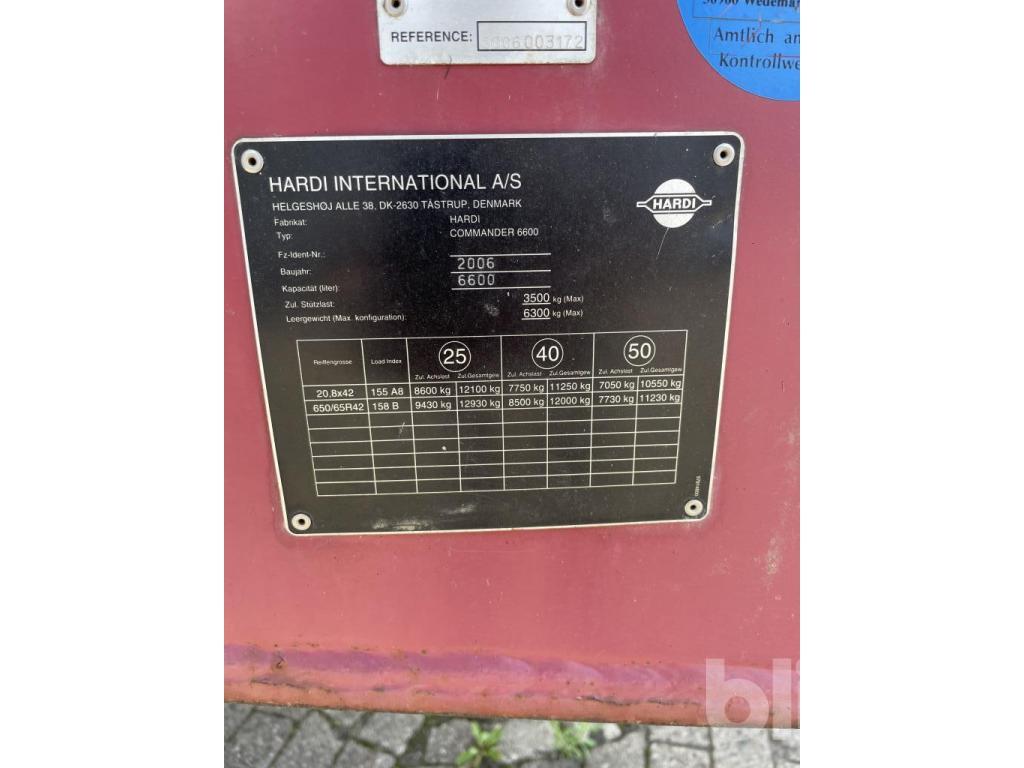 REFERENCE: 6003172
Wedemar
Amtlich an
Kontrollwe
HARDI INTERNATIONAL A/S
HELGESHØJ ALLE 38, DK-2630 TÅSTRUP, DENMARK
HARDI
Fabrikat: HARDI
Typ: COMMANDER 6600
Fz-Ident-Nr.:
Baujahr: 2006
Kapacität (liter): 6600
Zul. Stützlast: 3500 kg (Max)
Leergewicht (Max. konfiguration): 6300 kg (Max)
Reiffengrosse Load Index 25 40 50
Zul. Achslast Zul.Gesamtgew Zul. Achslast Zul.Gesamtgew Zul. Achslast Zul.Gesamtgew
20.8x42 155 A8 8600 kg 12100 kg 7750 kg 11250 kg 7050 kg 10550 kg
650/65R42 158 B 9430 kg 12930 kg 8500 kg 12000 kg 7730 kg 11230 kg